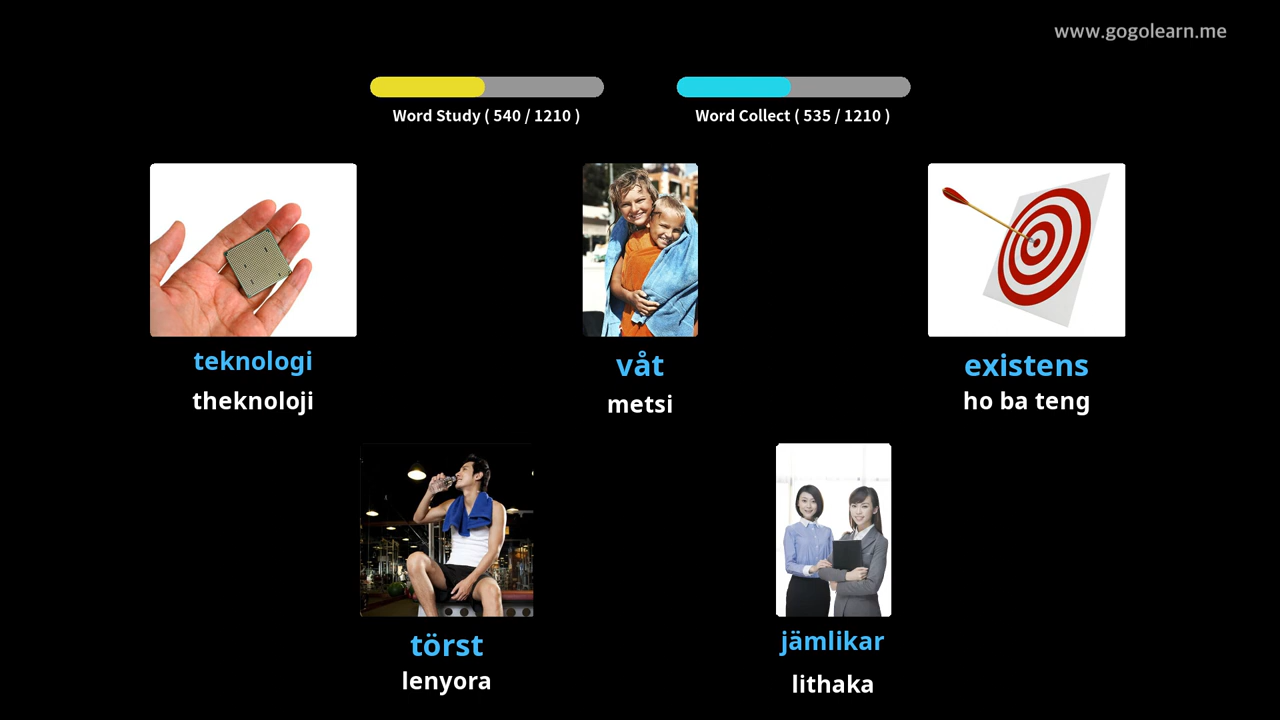 www.gogolearn.me
Word Study ( 540 / 1210 )
Word Collect ( 535 / 1210 )
teknologi
theknoloji
våt
metsi
existens
ho ba teng
törst
lenyora
jämlikar
lithaka